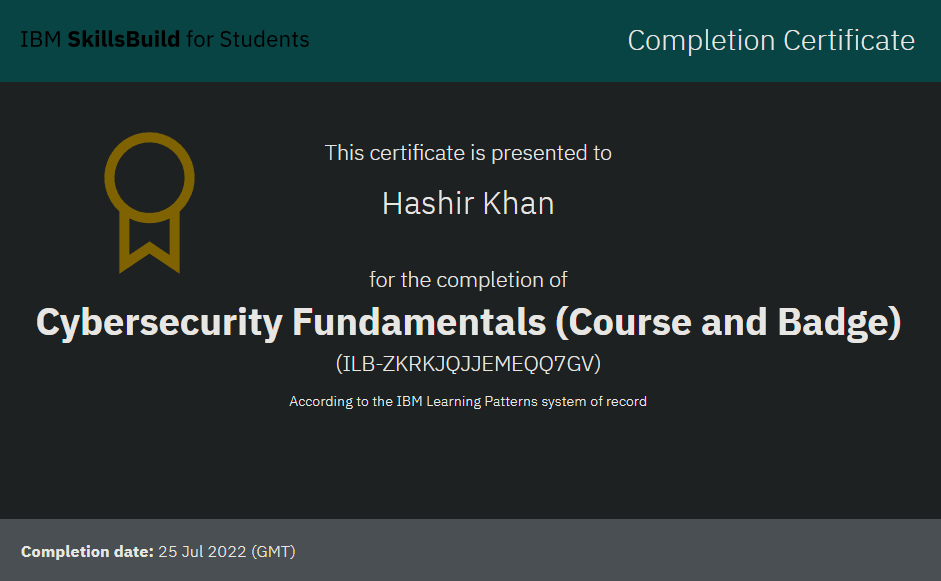 IBM SkillsBuild for Students
Completion Certificate
This certificate is presented to
Hashir Khan
for the completion of
Cybersecurity Fundamentals (Course and Badge)
(ILB-ZKRKJQJJEMEQQ7GV)
According to the IBM Learning Patterns system of record
Completion date: 25 Jul 2022 (GMT)